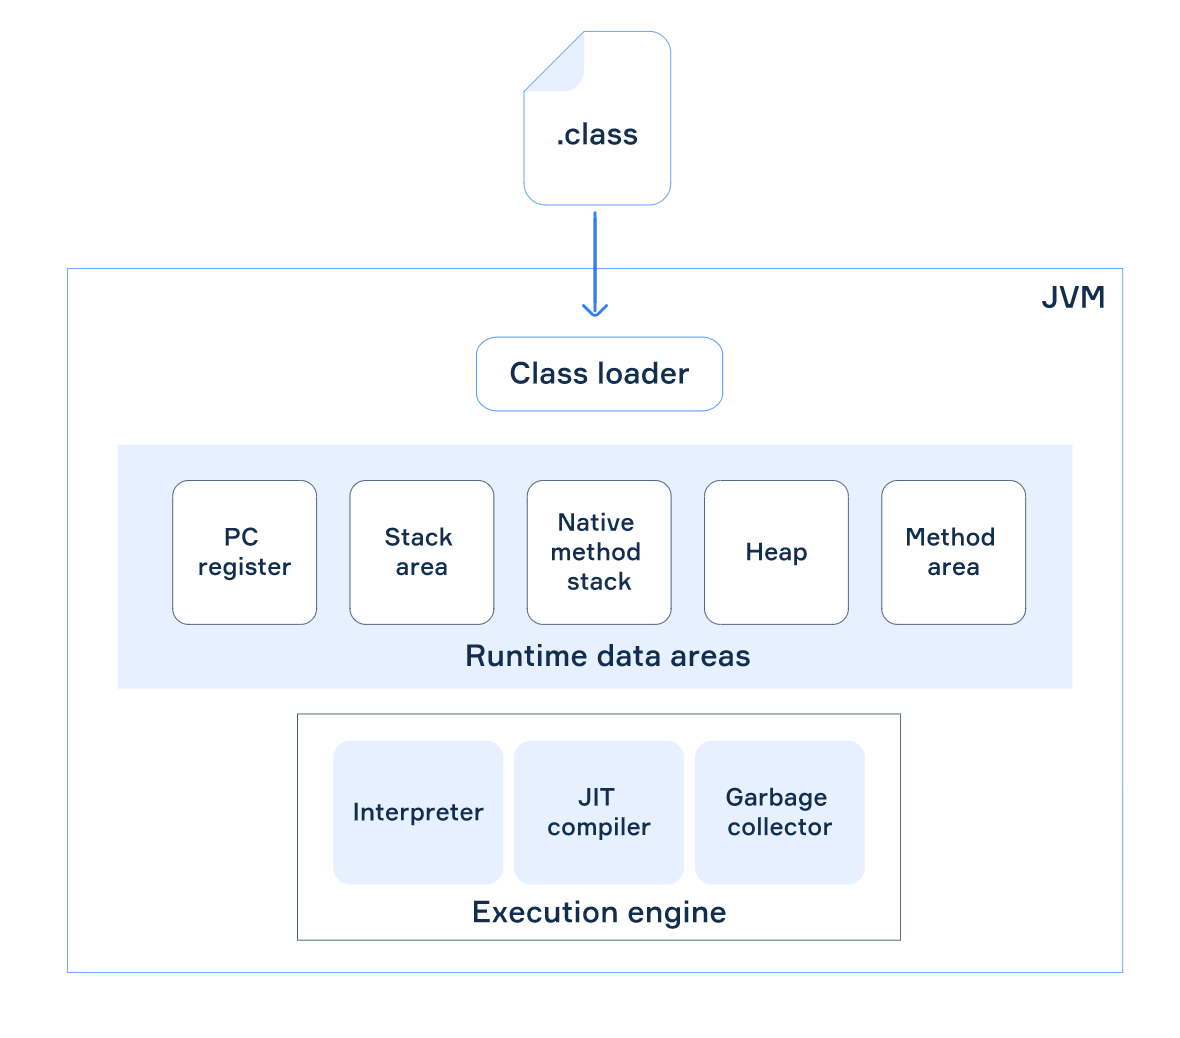 .class
JVM
Class loader
PC
register
Stack
area
Native
method
stack
Heap
Method
area
Runtime data areas
Interpreter
JIT
compiler
Garbage
collector
Execution engine